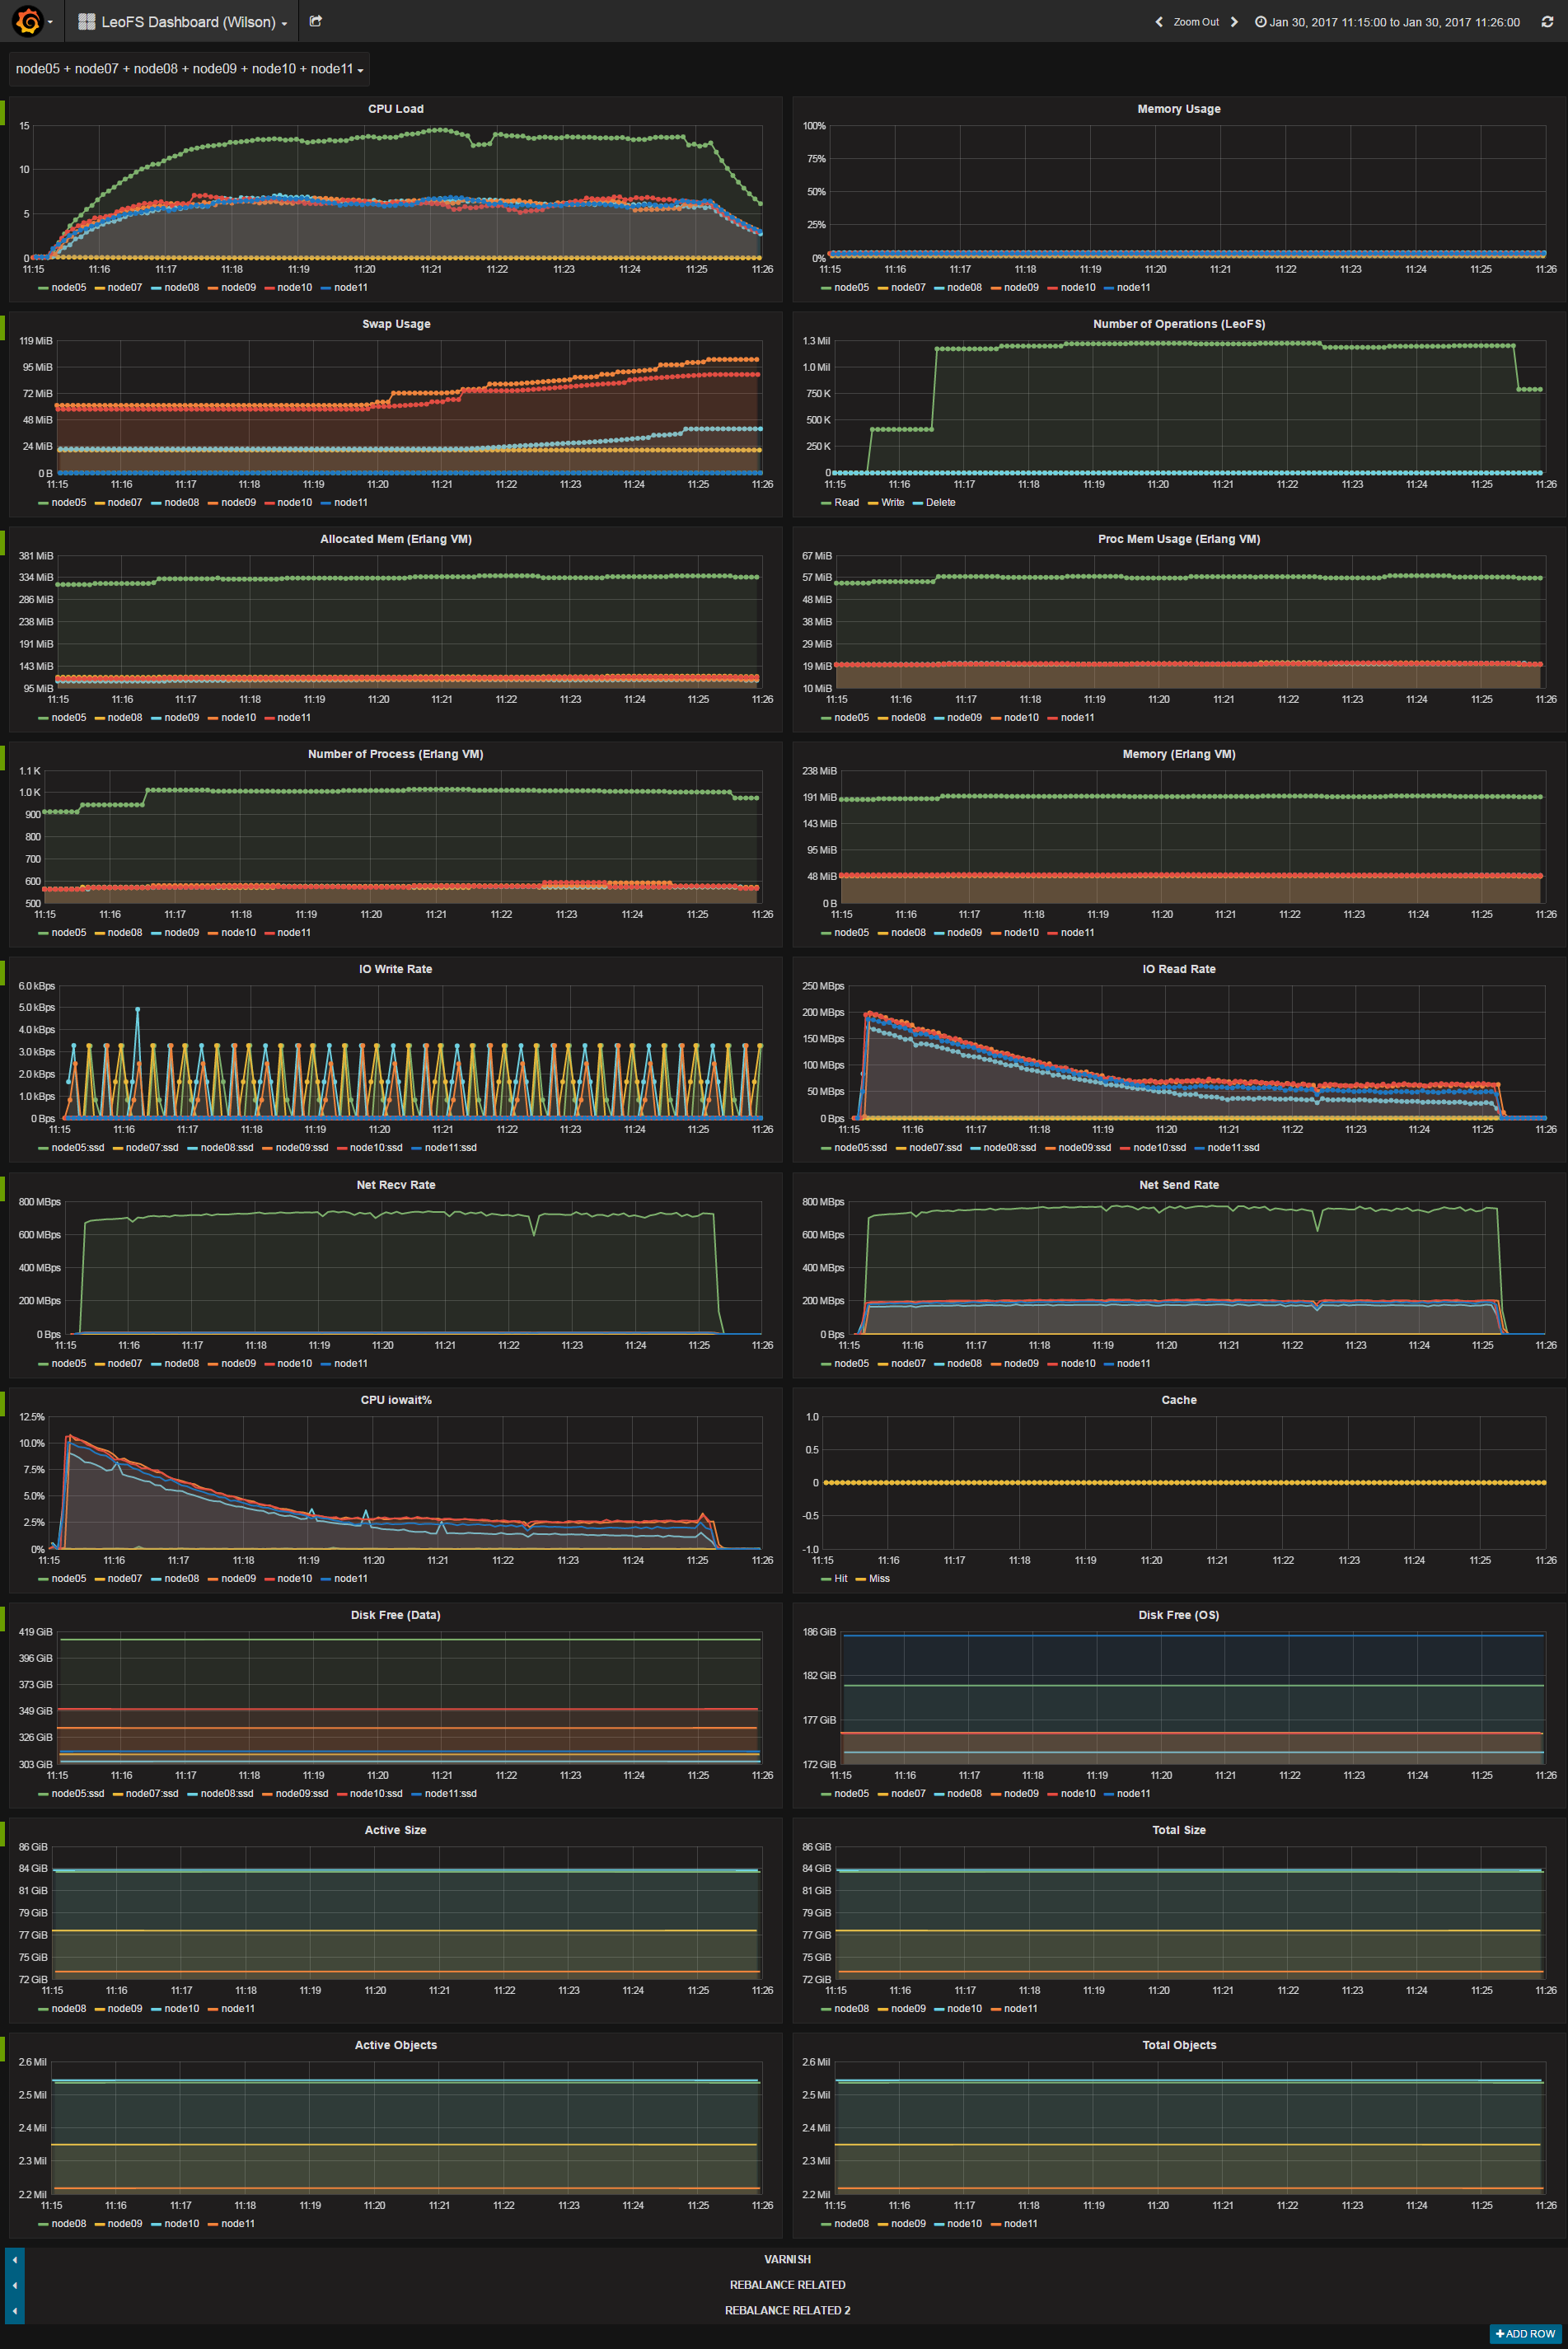 LeoFS Dashboard (Wilson)
Zoom Out
Jan 30, 2017 11:15:00 to Jan 30, 2017 11:26:00
node05 + node07 + node08 + node09 + node10 + node11
CPU Load
15
10
5
0
11:15 11:16 11:17 11:18 11:19 11:20 11:21 11:22 11:23 11:24 11:25 11:26
node05 node07 node08 node09 node10 node11
Memory Usage
100%
75%
50%
25%
0%
11:15 11:16 11:17 11:18 11:19 11:20 11:21 11:22 11:23 11:24 11:25 11:26
node05 node07 node08 node09 node10 node11
Swap Usage
119 MiB
95 MiB
72 MiB
48 MiB
24 MiB
0 B
11:15 11:16 11:17 11:18 11:19 11:20 11:21 11:22 11:23 11:24 11:25 11:26
node05 node07 node08 node09 node10 node11
Number of Operations (LeoFS)
1.3 Mil
1.0 Mil
750 K
500 K
250 K
0
11:15 11:16 11:17 11:18 11:19 11:20 11:21 11:22 11:23 11:24 11:25 11:26
Read Write Delete
Allocated Mem (Erlang VM)
381 MiB
334 MiB
286 MiB
238 MiB
191 MiB
143 MiB
95 MiB
11:15 11:16 11:17 11:18 11:19 11:20 11:21 11:22 11:23 11:24 11:25 11:26
node05 node08 node09 node10 node11
Proc Mem Usage (Erlang VM)
67 MiB
57 MiB
48 MiB
38 MiB
29 MiB
19 MiB
10 MiB
11:15 11:16 11:17 11:18 11:19 11:20 11:21 11:22 11:23 11:24 11:25 11:26
node05 node08 node09 node10 node11
Number of Process (Erlang VM)
1.1 K
1.0 K
900
800
700
600
500
11:15 11:16 11:17 11:18 11:19 11:20 11:21 11:22 11:23 11:24 11:25 11:26
node05 node08 node09 node10 node11
Memory (Erlang VM)
238 MiB
191 MiB
143 MiB
95 MiB
48 MiB
0 B
11:15 11:16 11:17 11:18 11:19 11:20 11:21 11:22 11:23 11:24 11:25 11:26
node05 node08 node09 node10 node11
IO Write Rate
6.0 kBps
5.0 kBps
4.0 kBps
3.0 kBps
2.0 kBps
1.0 kBps
0 Bps
11:15 11:16 11:17 11:18 11:19 11:20 11:21 11:22 11:23 11:24 11:25 11:26
node05:ssd node07:ssd node08:ssd node09:ssd node10:ssd node11:ssd
IO Read Rate
250 MBps
200 MBps
150 MBps
100 MBps
50 MBps
0 Bps
11:15 11:16 11:17 11:18 11:19 11:20 11:21 11:22 11:23 11:24 11:25 11:26
node05:ssd node07:ssd node08:ssd node09:ssd node10:ssd node11:ssd
Net Recv Rate
800 MBps
600 MBps
400 MBps
200 MBps
0 Bps
11:15 11:16 11:17 11:18 11:19 11:20 11:21 11:22 11:23 11:24 11:25 11:26
node05 node07 node08 node09 node10 node11
Net Send Rate
800 MBps
600 MBps
400 MBps
200 MBps
0 Bps
11:15 11:16 11:17 11:18 11:19 11:20 11:21 11:22 11:23 11:24 11:25 11:26
node05 node07 node08 node09 node10 node11
CPU iowait%
12.5%
10.0%
7.5%
5.0%
2.5%
0%
11:15 11:16 11:17 11:18 11:19 11:20 11:21 11:22 11:23 11:24 11:25 11:26
node05 node07 node08 node09 node10 node11
Cache
1.0
0.5
0
-0.5
-1.0
11:15 11:16 11:17 11:18 11:19 11:20 11:21 11:22 11:23 11:24 11:25 11:26
Hit Miss
Disk Free (Data)
419 GiB
396 GiB
373 GiB
349 GiB
326 GiB
303 GiB
11:15 11:16 11:17 11:18 11:19 11:20 11:21 11:22 11:23 11:24 11:25 11:26
node05:ssd node07:ssd node08:ssd node09:ssd node10:ssd node11:ssd
Disk Free (OS)
186 GiB
182 GiB
177 GiB
172 GiB
11:15 11:16 11:17 11:18 11:19 11:20 11:21 11:22 11:23 11:24 11:25 11:26
node05 node07 node08 node09 node10 node11
Active Size
86 GiB
84 GiB
81 GiB
79 GiB
77 GiB
75 GiB
72 GiB
11:15 11:16 11:17 11:18 11:19 11:20 11:21 11:22 11:23 11:24 11:25 11:26
node08 node09 node10 node11
Total Size
86 GiB
84 GiB
81 GiB
79 GiB
77 GiB
75 GiB
72 GiB
11:15 11:16 11:17 11:18 11:19 11:20 11:21 11:22 11:23 11:24 11:25 11:26
node08 node09 node10 node11
Active Objects
2.6 Mil
2.5 Mil
2.4 Mil
2.3 Mil
2.2 Mil
11:15 11:16 11:17 11:18 11:19 11:20 11:21 11:22 11:23 11:24 11:25 11:26
node08 node09 node10 node11
Total Objects
2.6 Mil
2.5 Mil
2.4 Mil
2.3 Mil
2.2 Mil
11:15 11:16 11:17 11:18 11:19 11:20 11:21 11:22 11:23 11:24 11:25 11:26
node08 node09 node10 node11
VARNISH
REBALANCE RELATED
REBALANCE RELATED 2
ADD ROW